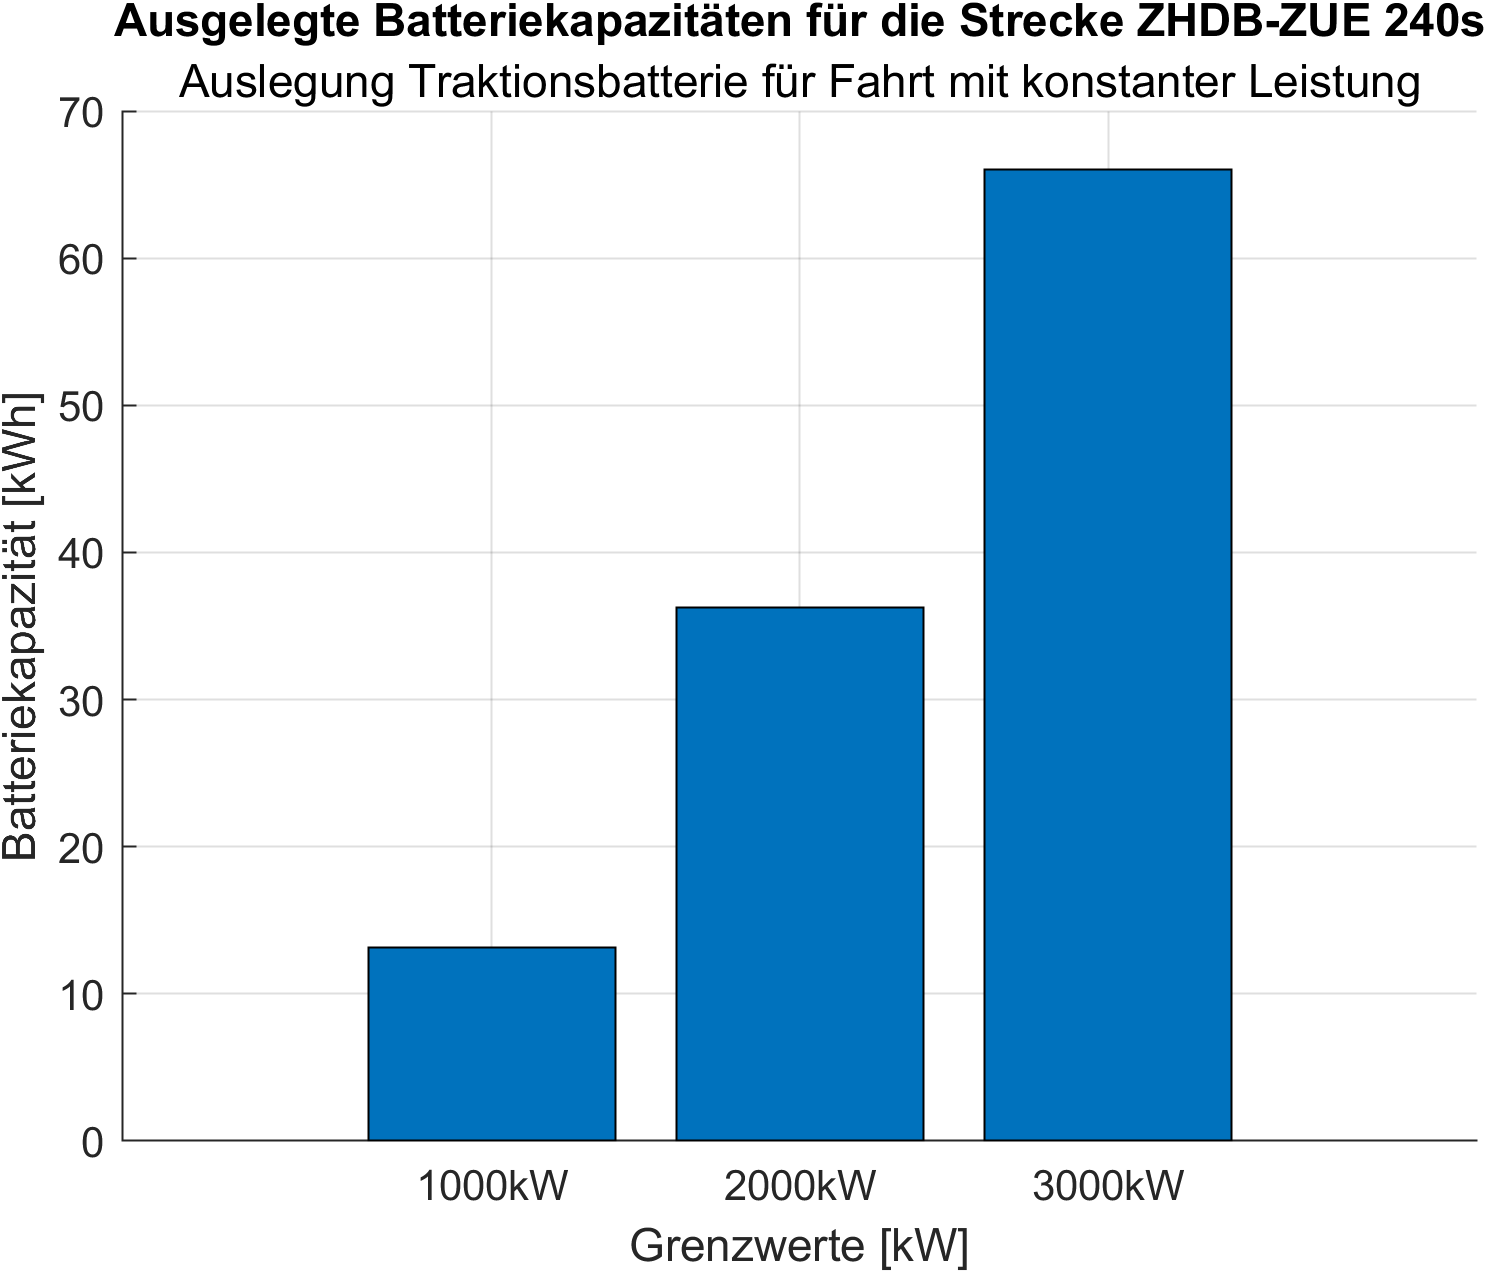 Ausgelegte Batteriekapazitäten für die Strecke ZHDB-ZUE 240s
Auslegung Traktionsbatterie für Fahrt mit konstanter Leistung
70
60
50
40
30
20
10
0
Batteriekapazität [kWh]
1000kW 2000kW 3000kW
Grenzwerte [kW]